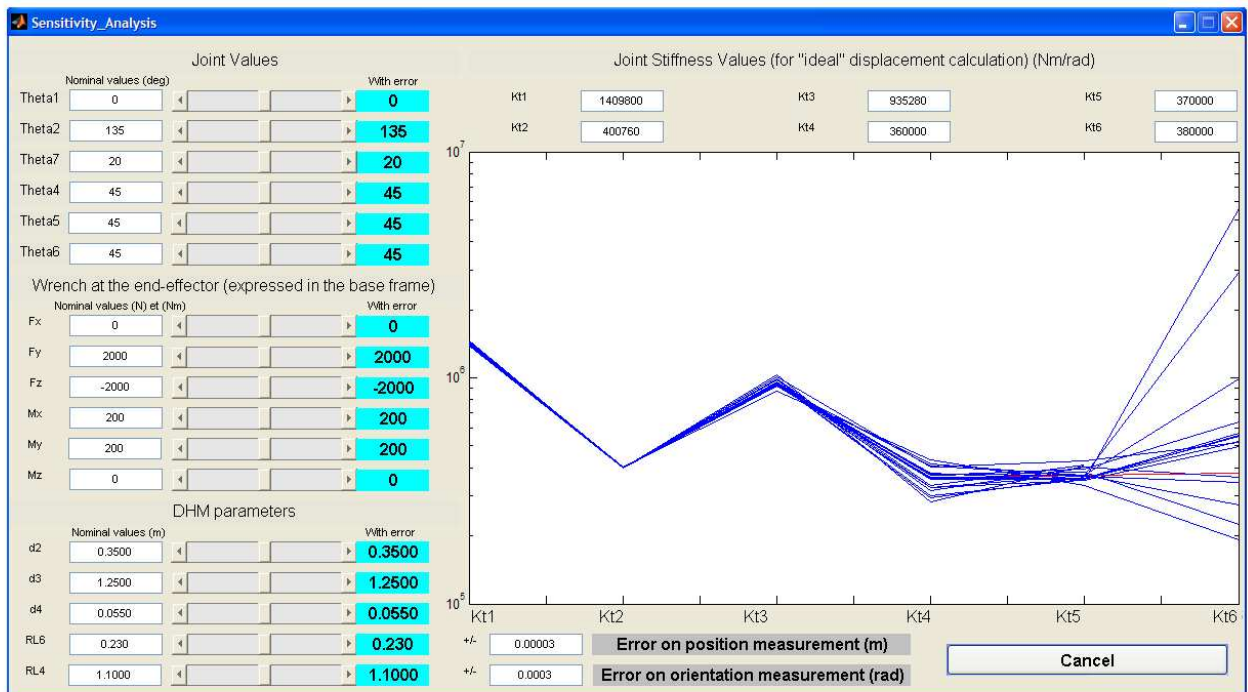 Sensitivity_Analysis
Joint Values
Nominal values (deg) With error
Theta1 0 0
Theta2 135 135
Theta7 20 20
Theta4 45 45
Theta5 45 45
Theta6 45 45
Wrench at the end-effector (expressed in the base frame)
Nominal values (N) et (Nm) With error
Fx 0 0
Fy 2000 2000
Fz -2000 -2000
Mx 200 200
My 200 200
Mz 0 0
DHM parameters
Nominal values (m) With error
d2 0.3500 0.3500
d3 1.2500 1.2500
d4 0.0550 0.0550
RL6 0.230 0.230
RL4 1.1000 1.1000
Joint Stiffness Values (for "ideal" displacement calculation) (Nm/rad)
Kt1 1409800 Kt3 935280 Kt5 370000
Kt2 400760 Kt4 360000 Kt6 380000
10^7
10^6
10^5
Kt1 Kt2 Kt3 Kt4 Kt5 Kt6
+/- 0.00003 Error on position measurement (m)
+/- 0.0003 Error on orientation measurement (rad)
Cancel